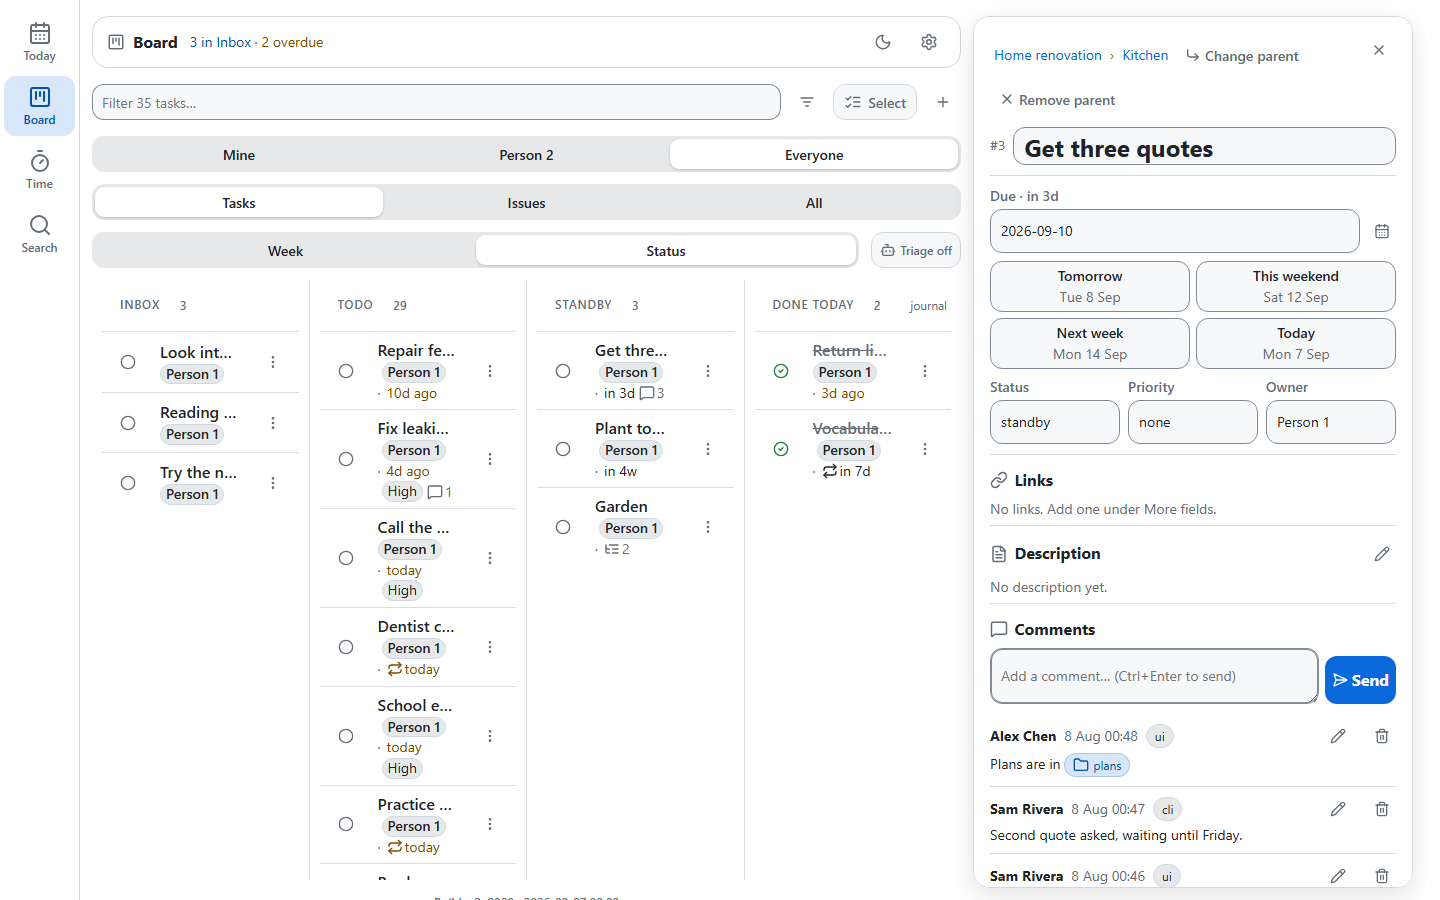 Today
Board
Time
Search
Board 3 in Inbox · 2 overdue
Filter 35 tasks...
Select
Mine
Person 2
Everyone
Tasks
Issues
All
Week
Status
Triage off
INBOX 3
Look int...
Person 1
Reading ...
Person 1
Try the n...
Person 1
TODO 29
Repair fe...
Person 1
· 10d ago
Fix leaki...
Person 1
· 4d ago
High 1
Call the ...
Person 1
· today
High
Dentist c...
Person 1
· today
School e...
Person 1
· today
High
Practice ...
Person 1
· today
STANDBY 3
Get thre...
Person 1
· in 3d 3
Plant to...
Person 1
· in 4w
Garden
Person 1
· 2
DONE TODAY 2 journal
Return li...
Person 1
· 3d ago
Vocabula...
Person 1
· in 7d
Home renovation › Kitchen Change parent
Remove parent
#3 Get three quotes
Due · in 3d
2026-09-10
Tomorrow
Tue 8 Sep
This weekend
Sat 12 Sep
Next week
Mon 14 Sep
Today
Mon 7 Sep
Status Priority Owner
standby none Person 1
Links
No links. Add one under More fields.
Description
No description yet.
Comments
Add a comment... (Ctrl+Enter to send)
Send
Alex Chen 8 Aug 00:48 ui
Plans are in plans
Sam Rivera 8 Aug 00:47 cli
Second quote asked, waiting until Friday.
Sam Rivera 8 Aug 00:46 ui